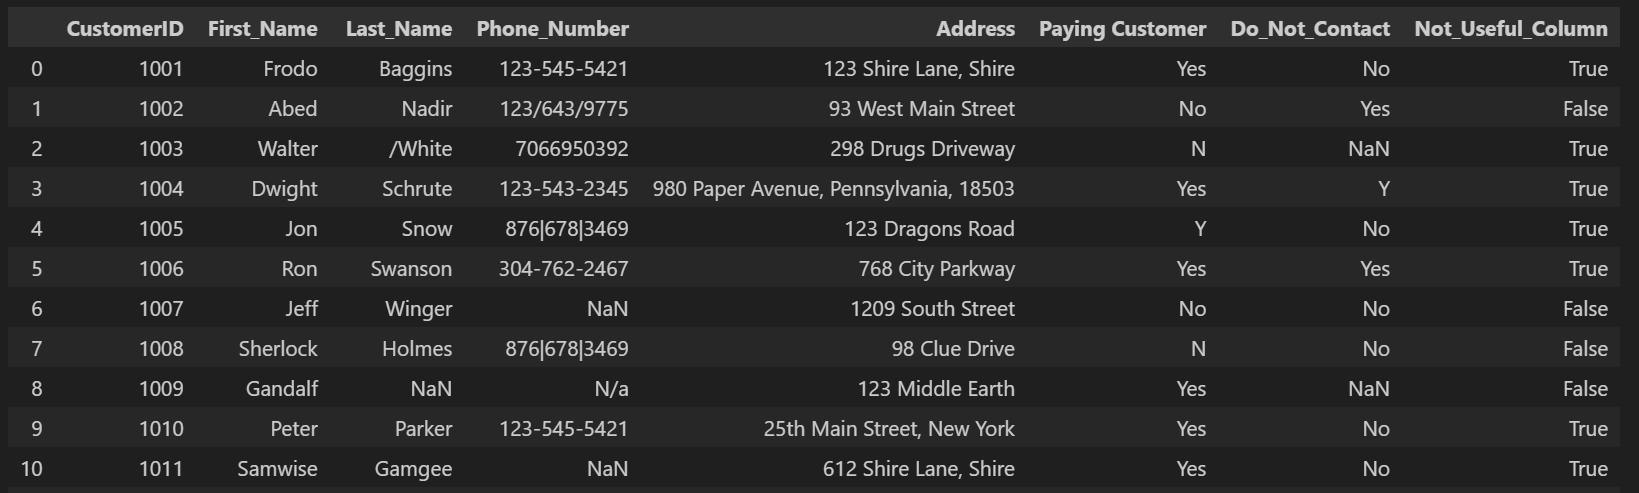 CustomerID First_Name Last_Name Phone_Number Address Paying Customer Do_Not_Contact Not_Useful_Column
0 1001 Frodo Baggins 123-545-5421 123 Shire Lane, Shire Yes No True
1 1002 Abed Nadir 123/643/9775 93 West Main Street No Yes False
2 1003 Walter /White 7066950392 298 Drugs Driveway N NaN True
3 1004 Dwight Schrute 123-543-2345 980 Paper Avenue, Pennsylvania, 18503 Yes Y True
4 1005 Jon Snow 876|678|3469 123 Dragons Road Y No True
5 1006 Ron Swanson 304-762-2467 768 City Parkway Yes Yes True
6 1007 Jeff Winger NaN 1209 South Street No No False
7 1008 Sherlock Holmes 876|678|3469 98 Clue Drive N No False
8 1009 Gandalf NaN N/a 123 Middle Earth Yes NaN False
9 1010 Peter Parker 123-545-5421 25th Main Street, New York Yes No True
10 1011 Samwise Gamgee NaN 612 Shire Lane, Shire Yes No True